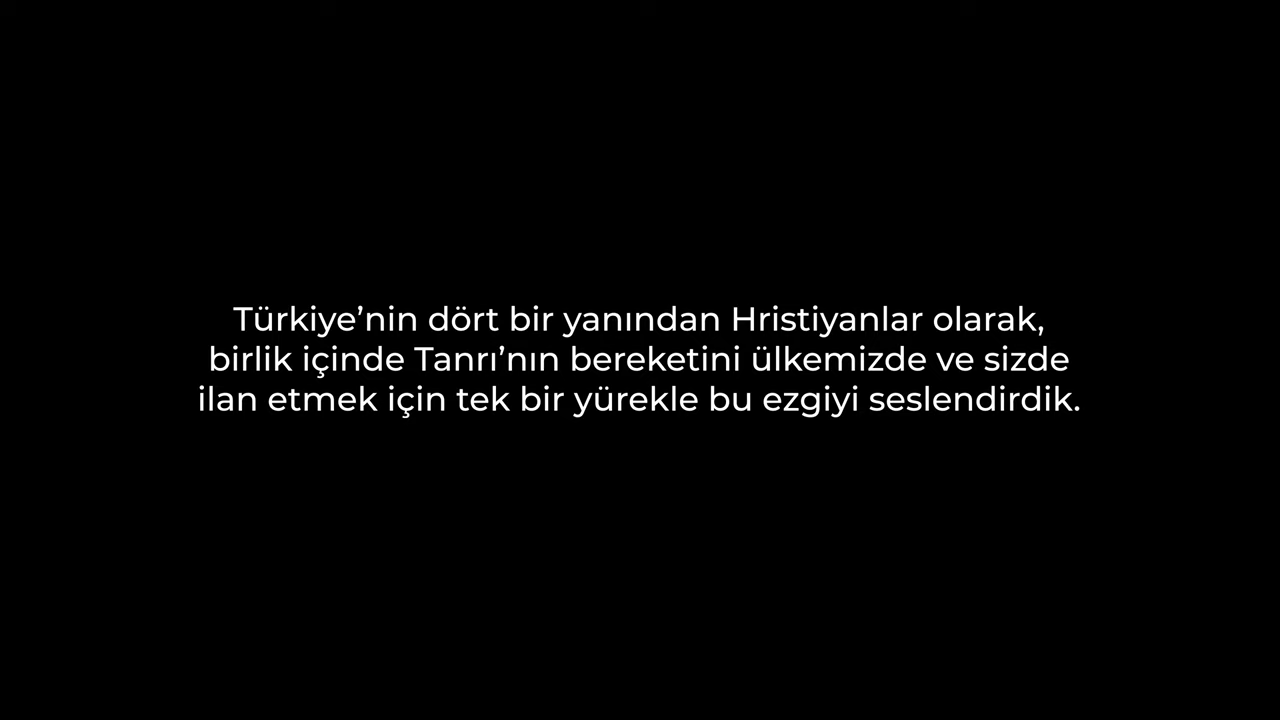 Türkiye’nin dört bir yanından Hristiyanlar olarak,
birlik içinde Tanrı’nın bereketini ülkemizde ve sizde
ilan etmek için tek bir yürekle bu ezgiyi seslendirdik.